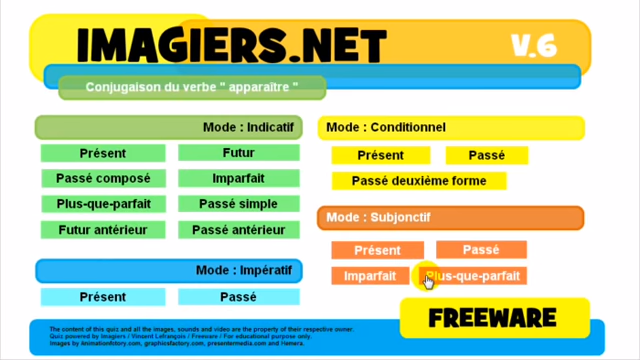 IMAGIERS.NET
V.6
Conjugaison du verbe " apparaître "
Mode : Indicatif
Présent
Futur
Passé composé
Imparfait
Plus-que-parfait
Passé simple
Futur antérieur
Passé antérieur
Mode : Impératif
Présent
Passé
Mode : Conditionnel
Présent
Passé
Passé deuxième forme
Mode : Subjonctif
Présent
Passé
Imparfait
Plus-que-parfait
FREEWARE
The content of this quiz and all the images, sounds and video are the property of their respective owner.
Quiz powered by Imagiers / Vincent Lefrançois / Freeware / For educational purpose only.
Images by Animationfatory.com, graphicsfactory.com, presentermedia.com and Hemera.